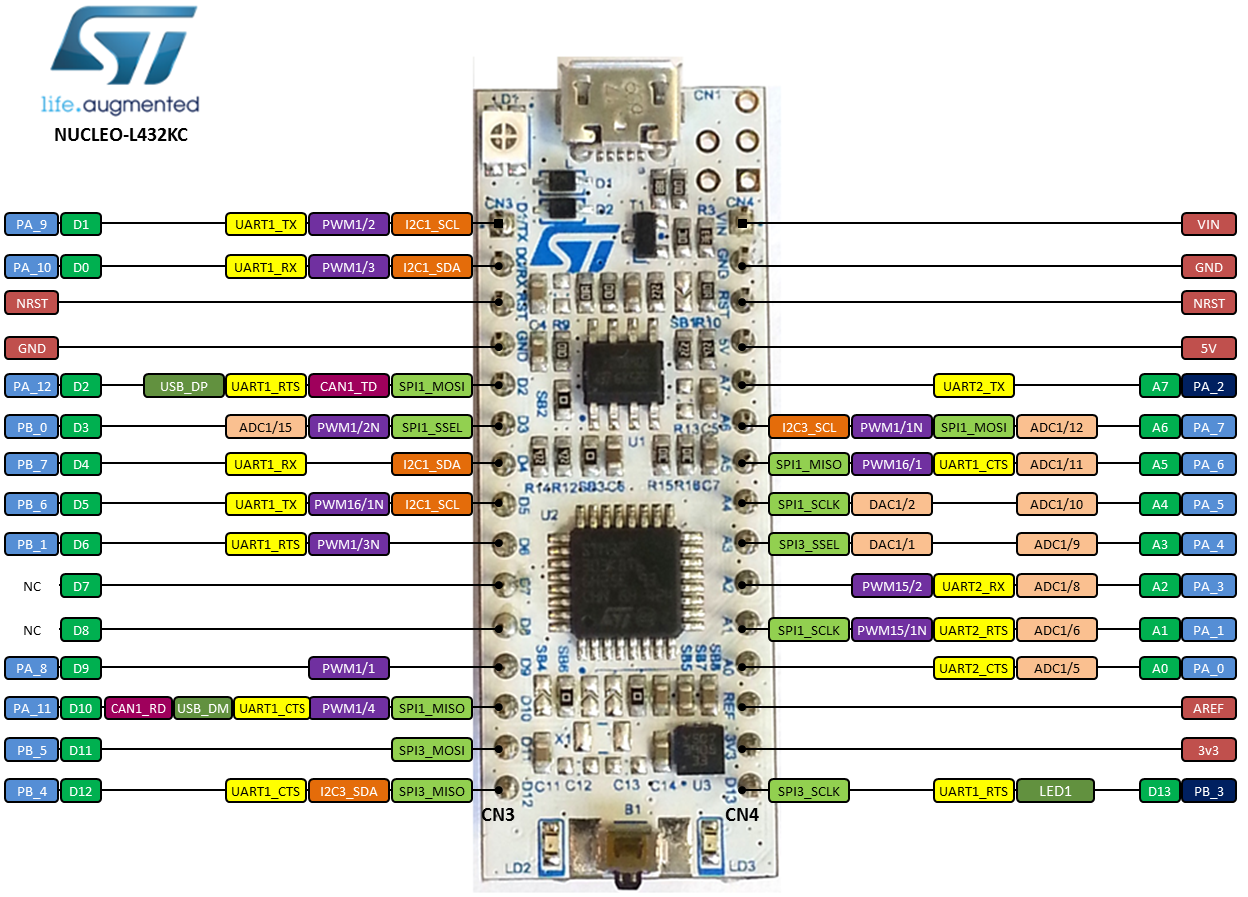 life.augmented
NUCLEO-L432KC
CN1
D1
D2
T1
CN3
CN4
R3
PA_9 D1 UART1_TX PWM1/2 I2C1_SCL D1/TX VIN VIN
PA_10 D0 UART1_RX PWM1/3 I2C1_SDA D0/RX GND GND
NRST RST RST NRST
C4 R9 SB1 R10
GND GND 5V 5V
PA_12 D2 USB_DP UART1_RTS CAN1_TD SPI1_MOSI D2 A7 UART2_TX A7 PA_2
SB2
PB_0 D3 ADC1/15 PWM1/2N SPI1_SSEL D3 A6 I2C3_SCL PWM1/1N SPI1_MOSI ADC1/12 A6 PA_7
R13 C5
U1
PB_7 D4 UART1_RX I2C1_SDA D4 A5 SPI1_MISO PWM16/1 UART1_CTS ADC1/11 A5 PA_6
R14 R12 SB3 C6 R15 R16 C7
PB_6 D5 UART1_TX PWM16/1N I2C1_SCL D5 A4 SPI1_SCLK DAC1/2 ADC1/10 A4 PA_5
U2
PB_1 D6 UART1_RTS PWM1/3N D6 A3 SPI3_SSEL DAC1/1 ADC1/9 A3 PA_4
NC D7 D7 A2 PWM15/2 UART2_RX ADC1/8 A2 PA_3
NC D8 D8 A1 SPI1_SCLK PWM15/1N UART2_RTS ADC1/6 A1 PA_1
SB4 SB6 SB5 SB7 SB8
PA_8 D9 PWM1/1 D9 A0 UART2_CTS ADC1/5 A0 PA_0
PA_11 D10 CAN1_RD USB_DM UART1_CTS PWM1/4 SPI1_MISO D10 REF AREF
X1
PB_5 D11 SPI3_MOSI D11 3V3 3v3
PB_4 D12 UART1_CTS I2C3_SDA SPI3_MISO D12 D13 SPI3_SCLK UART1_RTS LED1 D13 PB_3
C11 C12 C13 C14 U3
CN3 B1 CN4
LD2 LD3